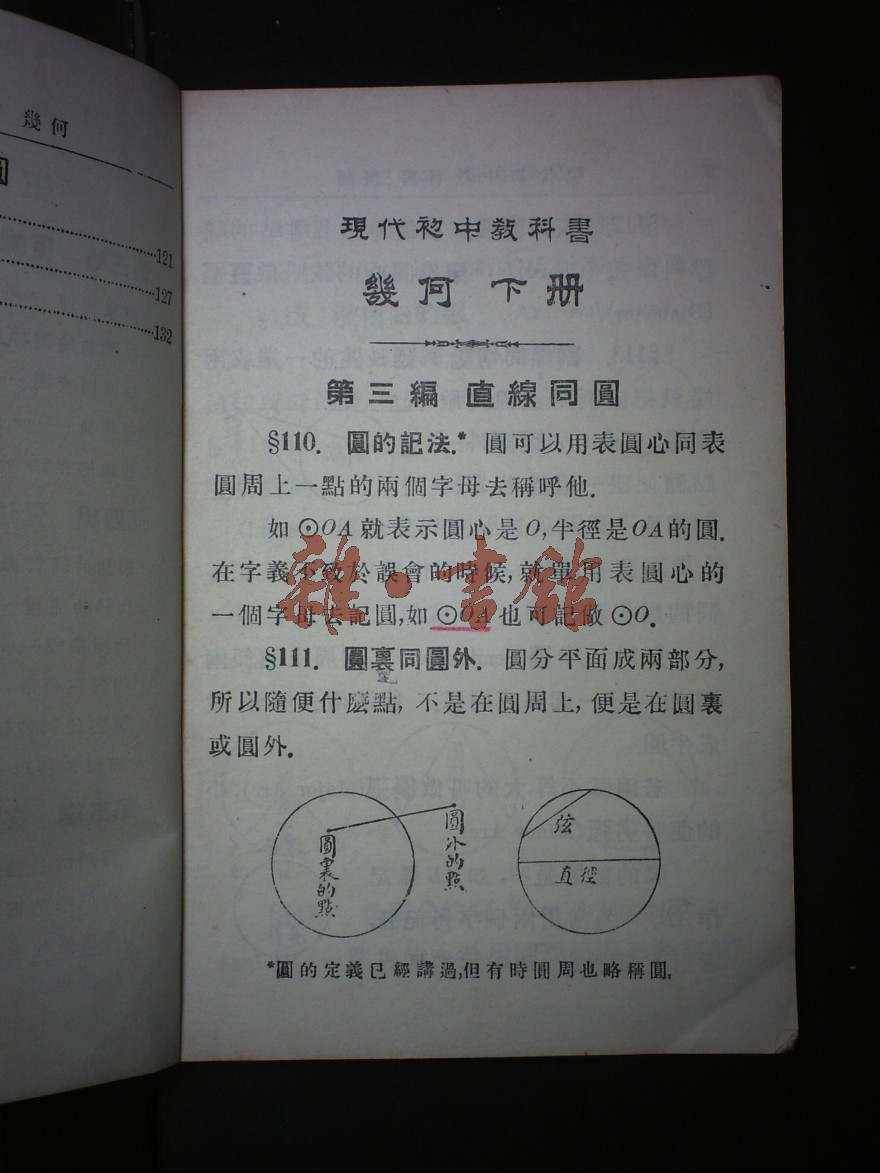 幾何
圓
121
127
132
現代初中教科書
幾何 下册
第三編 直線同圓
§110. 圓的記法.* 圓可以用表圓心同表
圓周上一點的兩個字母去稱呼他.
如 ⊙OA 就表示圓心是 O,半徑是 OA 的圓.
在字義不致於誤會的時候,就單用表圓心的
一個字母去記圓,如 ⊙OA 也可記做 ⊙O.
§111. 圓裏同圓外. 圓分平面成兩部分,
所以隨便什麼點, 不是在圓周上, 便是在圓裏
或圓外.
圓裏的點
圓外的點
弦
直徑
*圓的定義已經講過,但有時圓周也略稱圓.
雜·書館